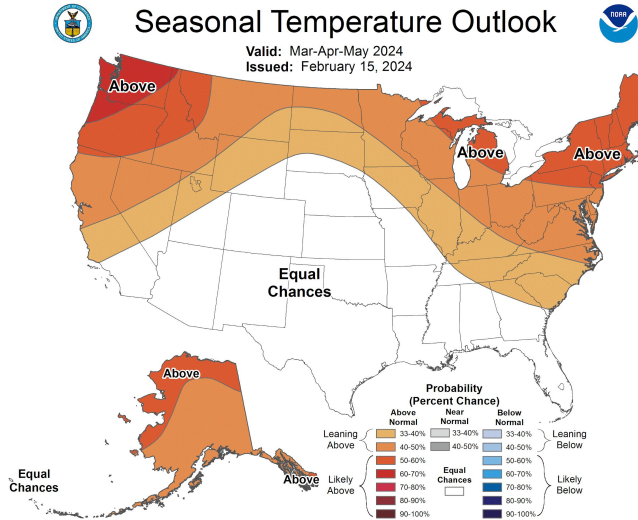 Seasonal Temperature Outlook
NOAA
Valid: Mar-Apr-May 2024
Issued: February 15, 2024
Above
Above
Above
Equal
Chances
Above
Above
Equal
Chances
Probability
(Percent Chance)
Above Normal
Near Normal
Below Normal
Leaning Above
33-40%
40-50%
33-40%
40-50%
33-40%
40-50%
Leaning Below
Likely Above
50-60%
60-70%
70-80%
80-90%
90-100%
Equal Chances
50-60%
60-70%
70-80%
80-90%
90-100%
Likely Below